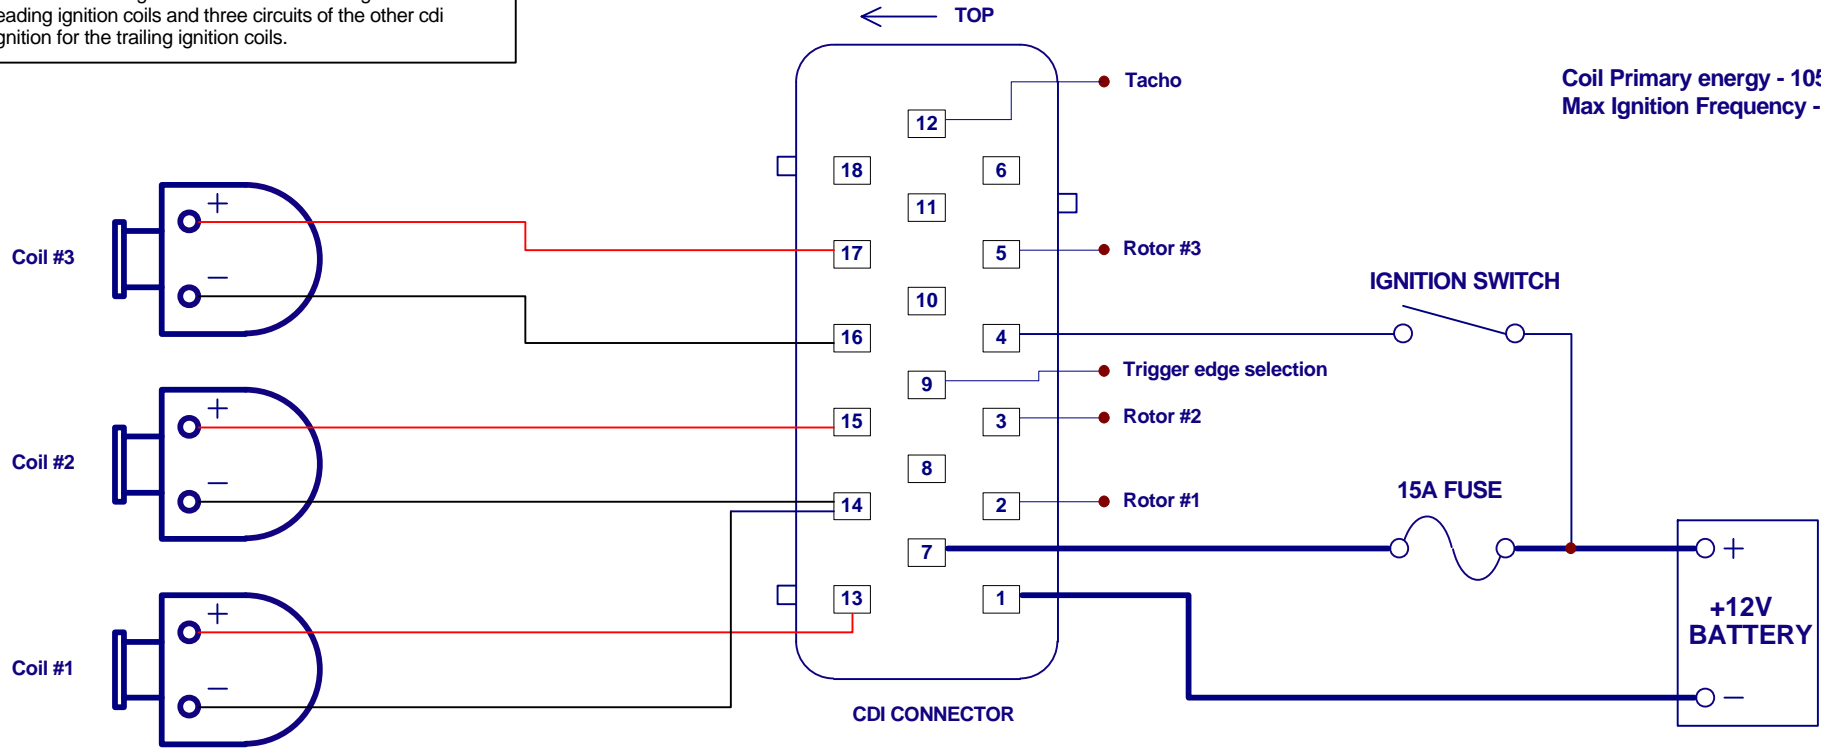 eading ignition coils and three circuits of the other cdi
gnition for the trailing ignition coils.
TOP
Coil Primary energy - 105
Max Ignition Frequency -
Tacho
12
18
6
11
+
17
5
Rotor #3
Coil #3
10
IGNITION SWITCH
−
16
4
9
Trigger edge selection
+
15
3
Rotor #2
Coil #2
8
−
14
2
Rotor #1
15A FUSE
7
+
13
1
+
+12V
BATTERY
Coil #1
−
−
CDI CONNECTOR